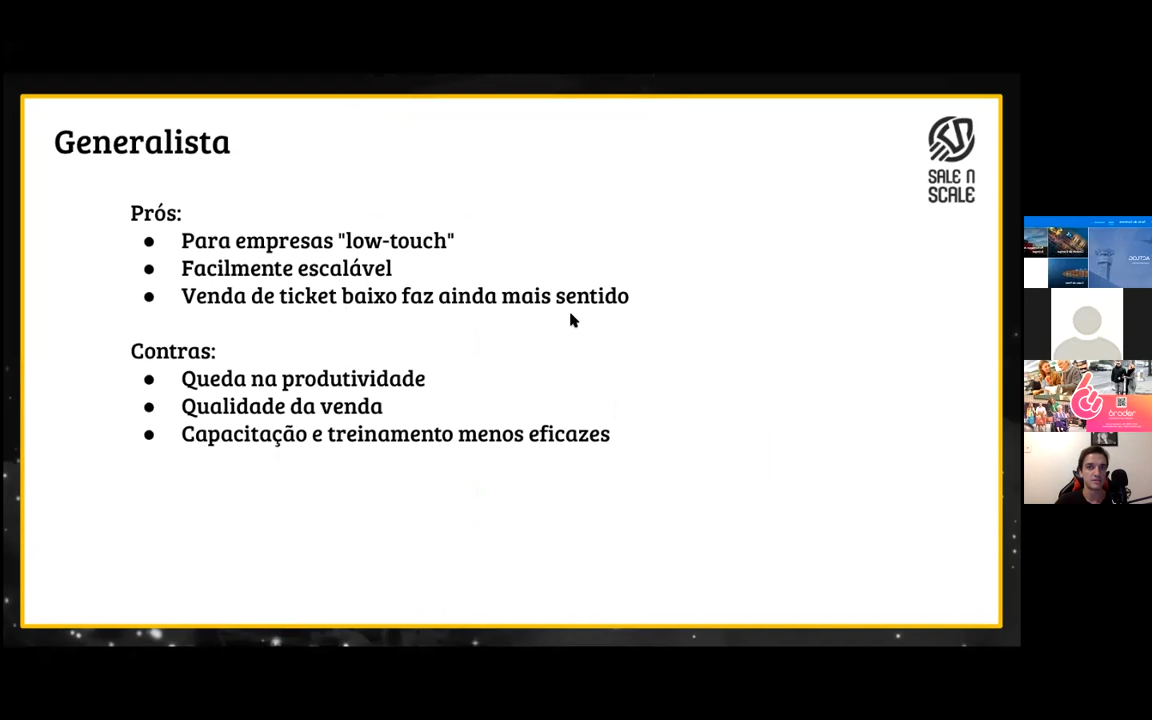 Generalista
SALE N
SCALE
Prós:
● Para empresas "low-touch"
● Facilmente escalável
● Venda de ticket baixo faz ainda mais sentido
Contras:
● Queda na produtividade
● Qualidade da venda
● Capacitação e treinamento menos eficazes
broder